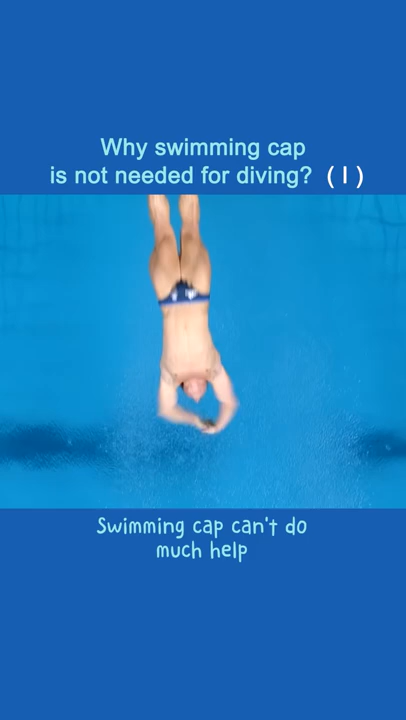 Why swimming cap
is not needed for diving? ( I )
Swimming cap can't do
much help